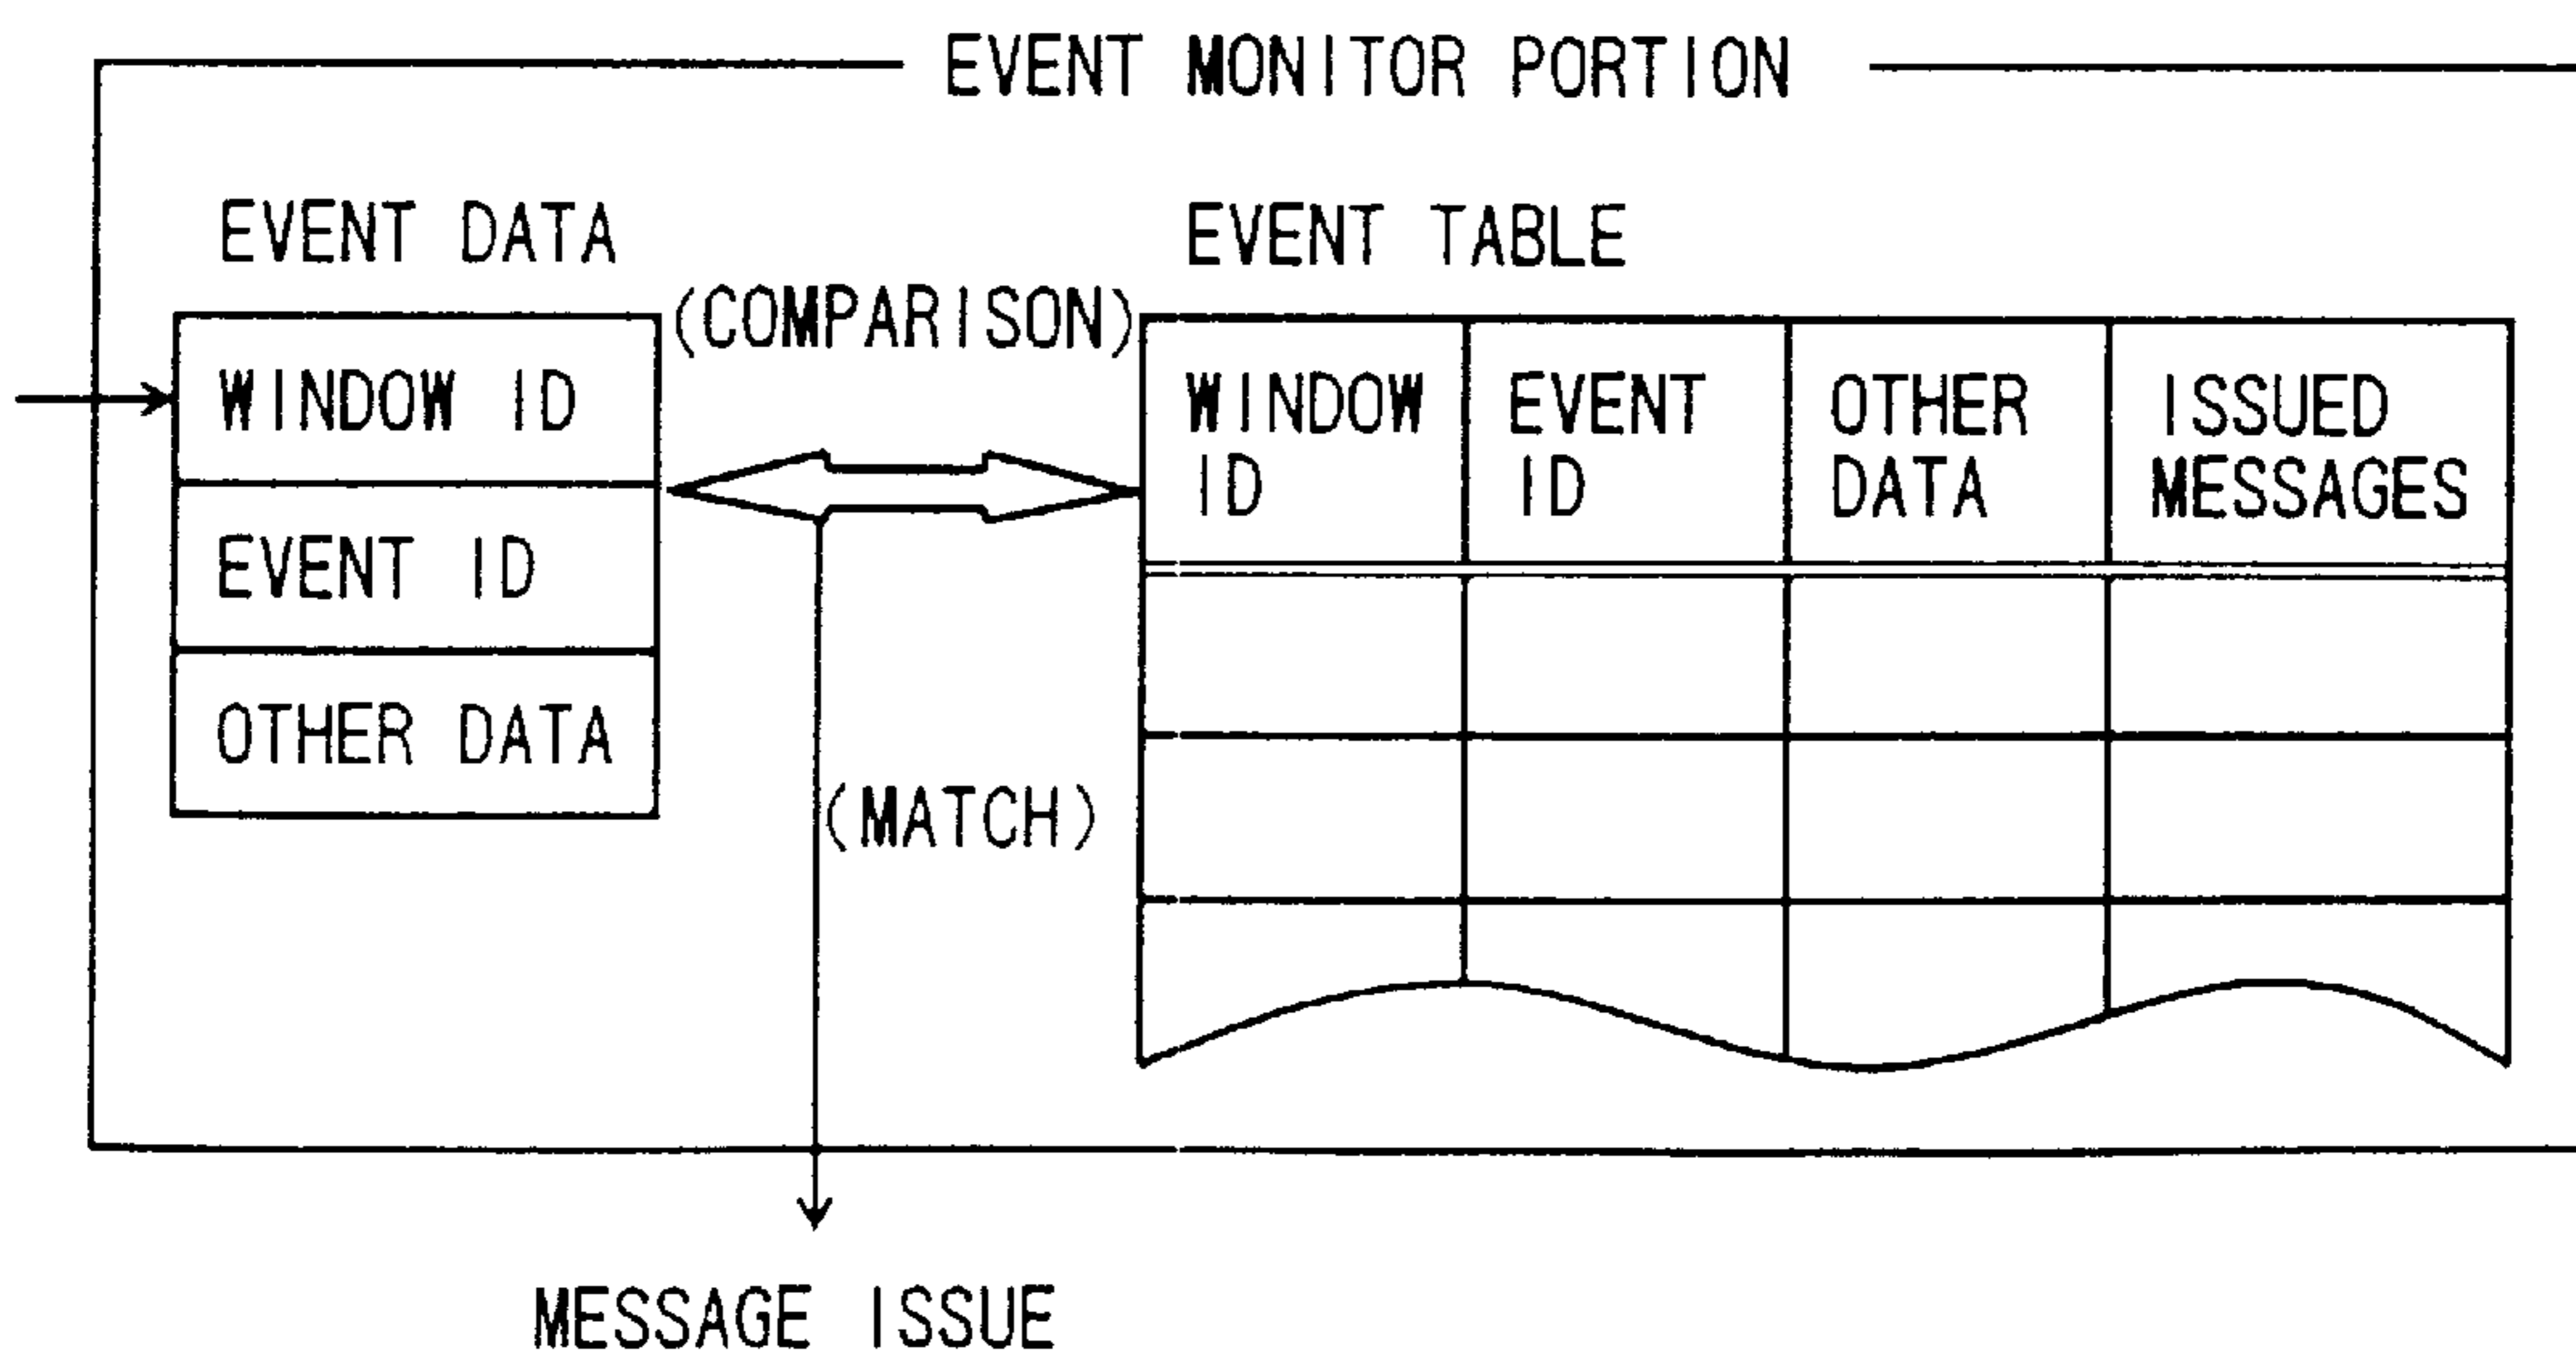 EVENT MONITOR PORTION
EVENT DATA
EVENT TABLE
(COMPARISON)
WINDOW ID
EVENT ID
OTHER DATA
WINDOW
ID
EVENT
ID
OTHER
DATA
ISSUED
MESSAGES
(MATCH)
MESSAGE ISSUE